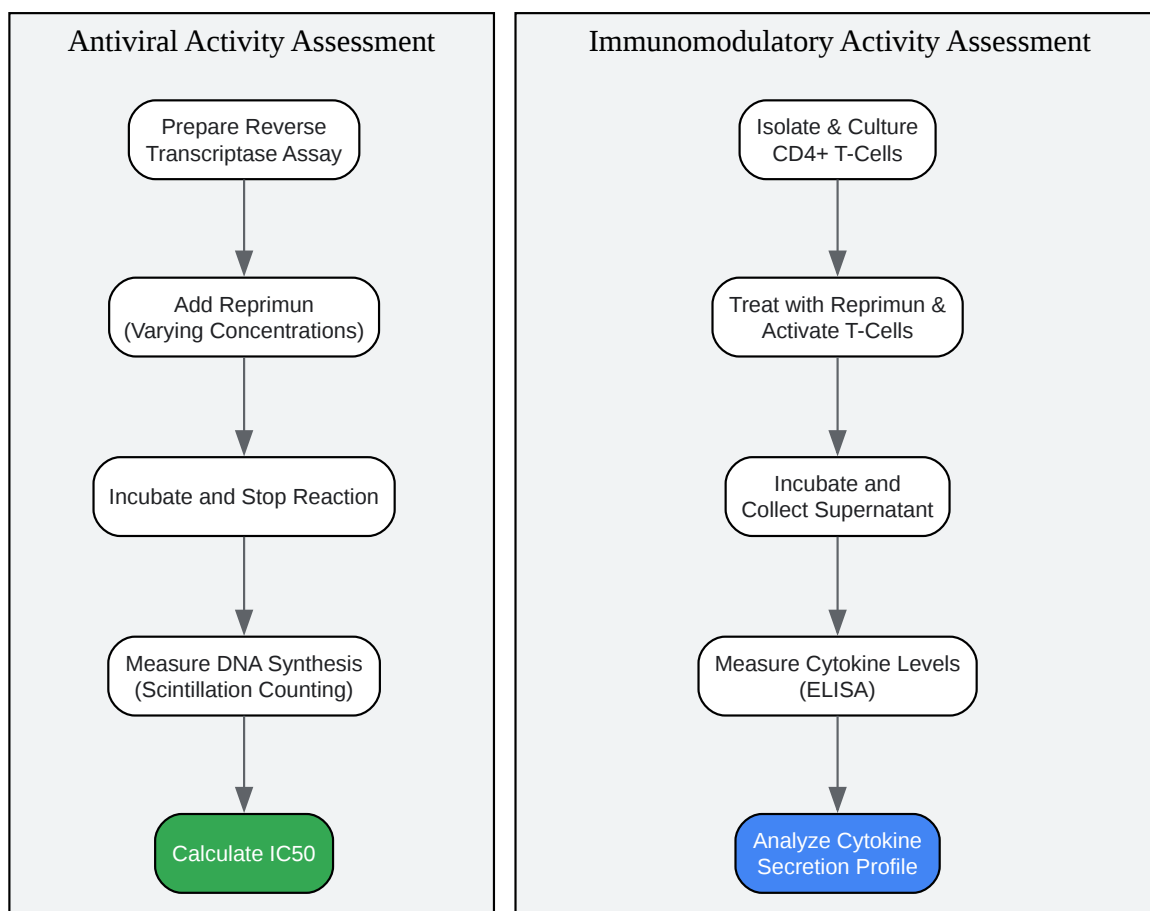 Antiviral Activity Assessment
Prepare Reverse
Transcriptase Assay
Add Reprimun
(Varying Concentrations)
Incubate and Stop Reaction
Measure DNA Synthesis
(Scintillation Counting)
Calculate IC50
Immunomodulatory Activity Assessment
Isolate & Culture
CD4+ T-Cells
Treat with Reprimun &
Activate T-Cells
Incubate and
Collect Supernatant
Measure Cytokine Levels
(ELISA)
Analyze Cytokine
Secretion Profile